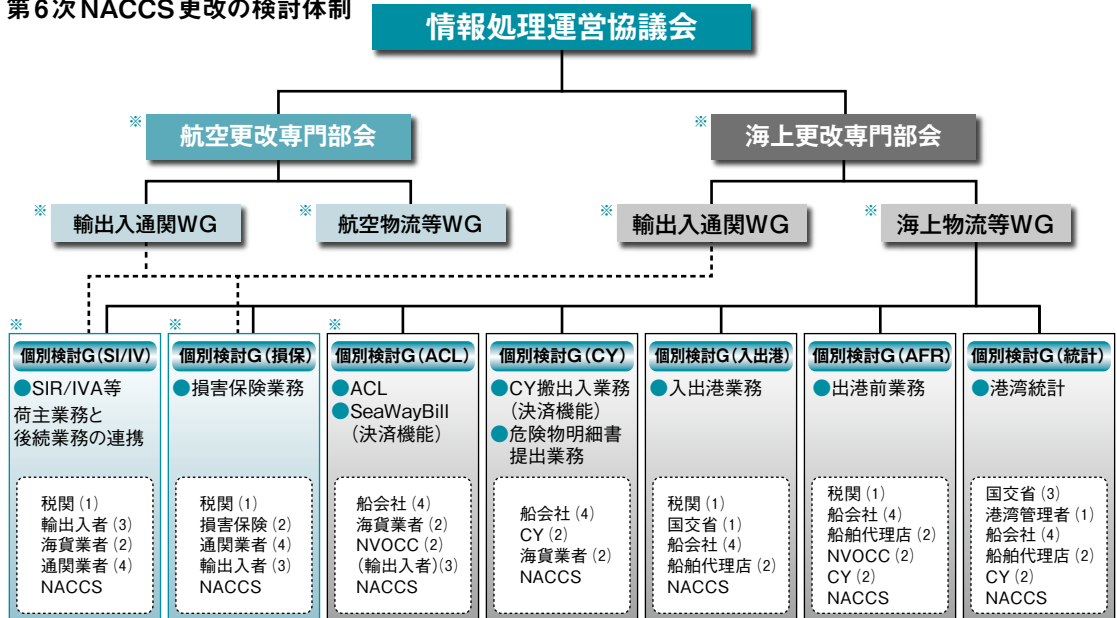 第6次NACCS更改の検討体制
情報処理運営協議会
※
航空更改専門部会
※
海上更改専門部会
※
輸出入通関WG
※
航空物流等WG
※
輸出入通関WG
※
海上物流等WG
※
個別検討G(SI/IV)
●SIR/IVA等
荷主業務と
後続業務の連携
税関(1)
輸出入者(3)
海貨業者(2)
通関業者(4)
NACCS
※
個別検討G(損保)
●損害保険業務
税関(1)
損害保険(2)
通関業者(4)
輸出入者(3)
NACCS
※
個別検討G(ACL)
●ACL
●SeaWayBill
(決済機能)
船会社(4)
海貨業者(2)
NVOCC(2)
(輸出入者)(3)
NACCS
個別検討G(CY)
●CY搬出入業務
(決済機能)
●危険物明細書
提出業務
船会社(4)
CY(2)
海貨業者(2)
NACCS
個別検討G(入出港)
●入出港業務
税関(1)
国交省(1)
船会社(4)
船舶代理店(2)
NACCS
個別検討G(AFR)
●出港前業務
税関(1)
船会社(4)
船舶代理店(2)
NVOCC(2)
CY(2)
NACCS
個別検討G(統計)
●港湾統計
国交省(3)
港湾管理者(1)
船会社(4)
船舶代理店(2)
CY(2)
NACCS